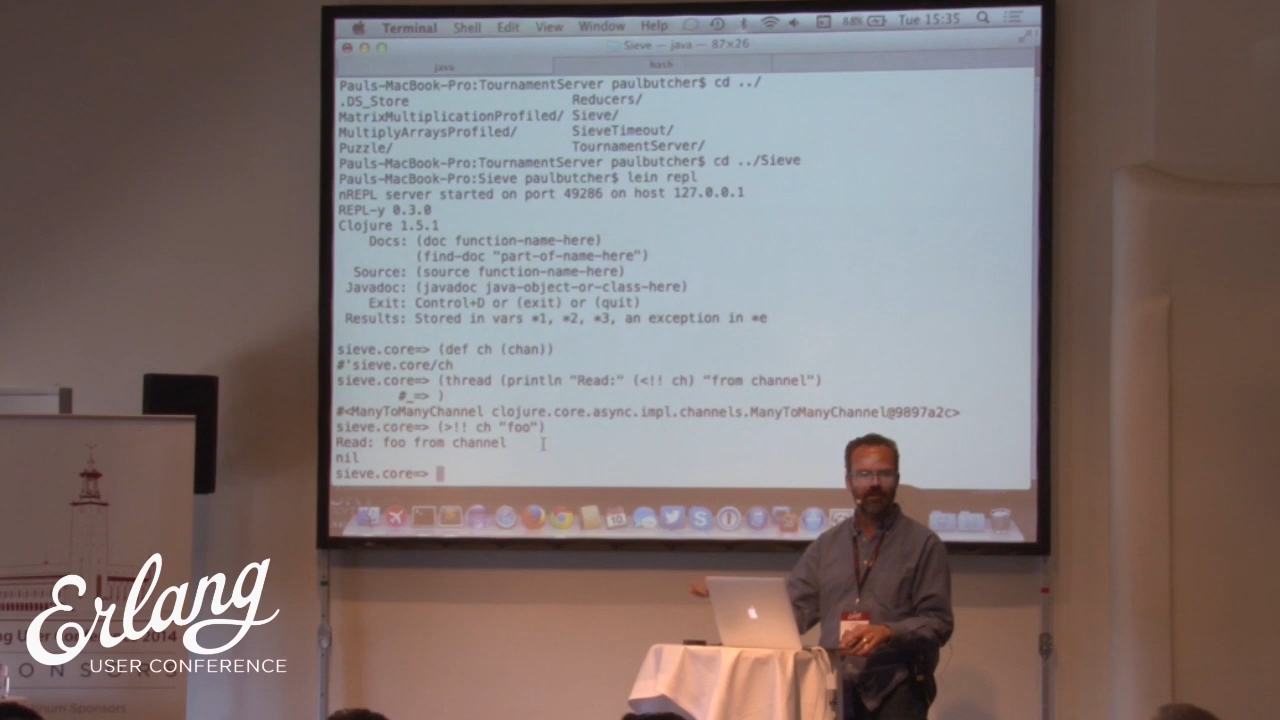 Terminal Shell Edit View Window Help 88% Tue 15:35
Sieve — java — 87×26
java bash
Pauls-MacBook-Pro:TournamentServer paulbutcher$ cd ../
.DS_Store Reducers/
MatrixMultiplicationProfiled/ Sieve/
MultiplyArraysProfiled/ SieveTimeout/
Puzzle/ TournamentServer/
Pauls-MacBook-Pro:TournamentServer paulbutcher$ cd ../Sieve
Pauls-MacBook-Pro:Sieve paulbutcher$ lein repl
nREPL server started on port 49286 on host 127.0.0.1
REPL-y 0.3.0
Clojure 1.5.1
Docs: (doc function-name-here)
(find-doc "part-of-name-here")
Source: (source function-name-here)
Javadoc: (javadoc java-object-or-class-here)
Exit: Control+D or (exit) or (quit)
Results: Stored in vars *1, *2, *3, an exception in *e
sieve.core=> (def ch (chan))
#'sieve.core/ch
sieve.core=> (thread (println "Read:" (<!! ch) "from channel")
#_=> )
#<ManyToManyChannel clojure.core.async.impl.channels.ManyToManyChannel@9897a2c>
sieve.core=> (>!! ch "foo")
Read: foo from channel
nil
sieve.core=>
Erlang
USER CONFERENCE
2014
Sponsors